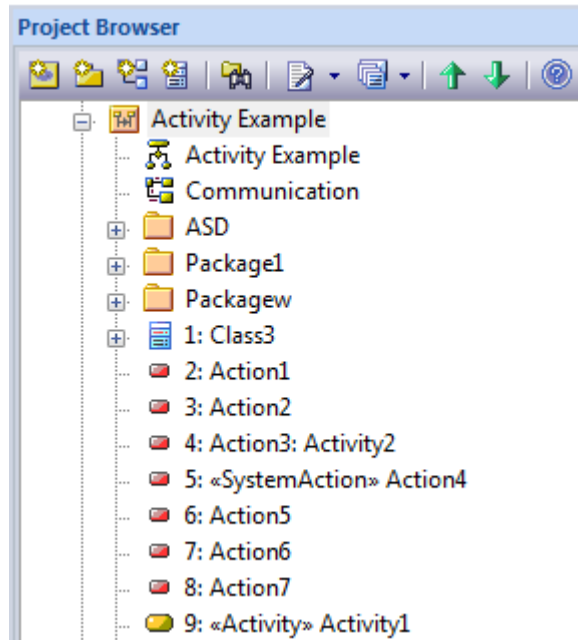 Project Browser
Activity Example
Activity Example
Communication
ASD
Package1
Packagew
1: Class3
2: Action1
3: Action2
4: Action3: Activity2
5: «SystemAction» Action4
6: Action5
7: Action6
8: Action7
9: «Activity» Activity1